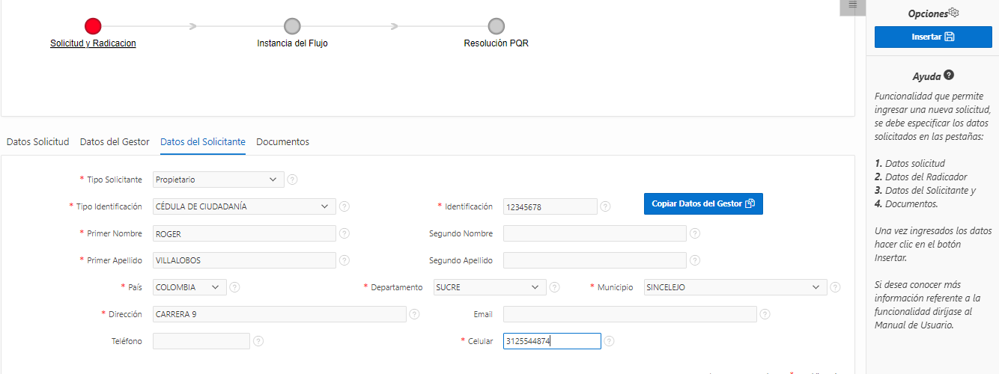 Solicitud y Radicacion
Instancia del Flujo
Resolución PQR
Opciones
Insertar
Ayuda
Funcionalidad que permite
ingresar una nueva solicitud,
se debe especificar los datos
solicitados en las pestañas:
1. Datos solicitud
2. Datos del Radicador
3. Datos del Solicitante y
4. Documentos.
Una vez ingresados los datos
hacer clic en el botón
Insertar.
Si desea conocer más
información referente a la
funcionalidad diríjase al
Manual de Usuario.
Datos Solicitud Datos del Gestor Datos del Solicitante Documentos
* Tipo Solicitante Propietario
* Tipo Identificación CÉDULA DE CIUDADANÍA * Identificación 12345678 Copiar Datos del Gestor
* Primer Nombre ROGER Segundo Nombre
* Primer Apellido VILLALOBOS Segundo Apellido
* País COLOMBIA * Departamento SUCRE * Municipio SINCELEJO
* Dirección CARRERA 9 Email
Teléfono * Celular 3125544874